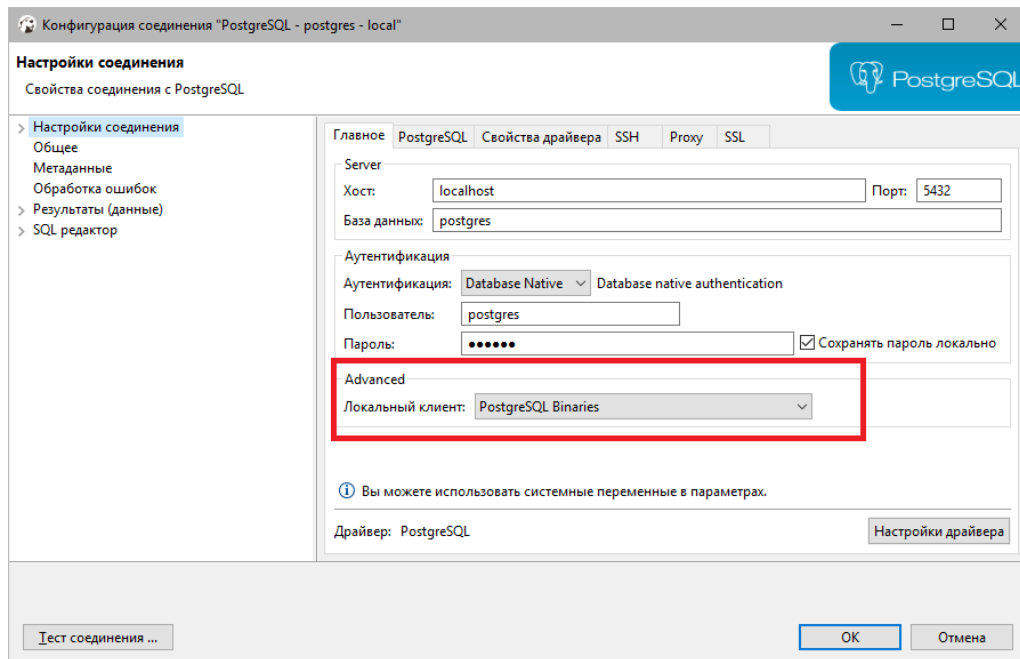 Конфигурация соединения "PostgreSQL - postgres - local"
Настройки соединения
Свойства соединения с PostgreSQL
PostgreSQL
Настройки соединения
Общее
Метаданные
Обработка ошибок
Результаты (данные)
SQL редактор
Главное PostgreSQL Свойства драйвера SSH Proxy SSL
Server
Хост: localhost Порт: 5432
База данных: postgres
Аутентификация
Аутентификация: Database Native Database native authentication
Пользователь: postgres
Пароль: •••••• Сохранять пароль локально
Advanced
Локальный клиент: PostgreSQL Binaries
Вы можете использовать системные переменные в параметрах.
Драйвер: PostgreSQL Настройки драйвера
Тест соединения ... OK Отмена